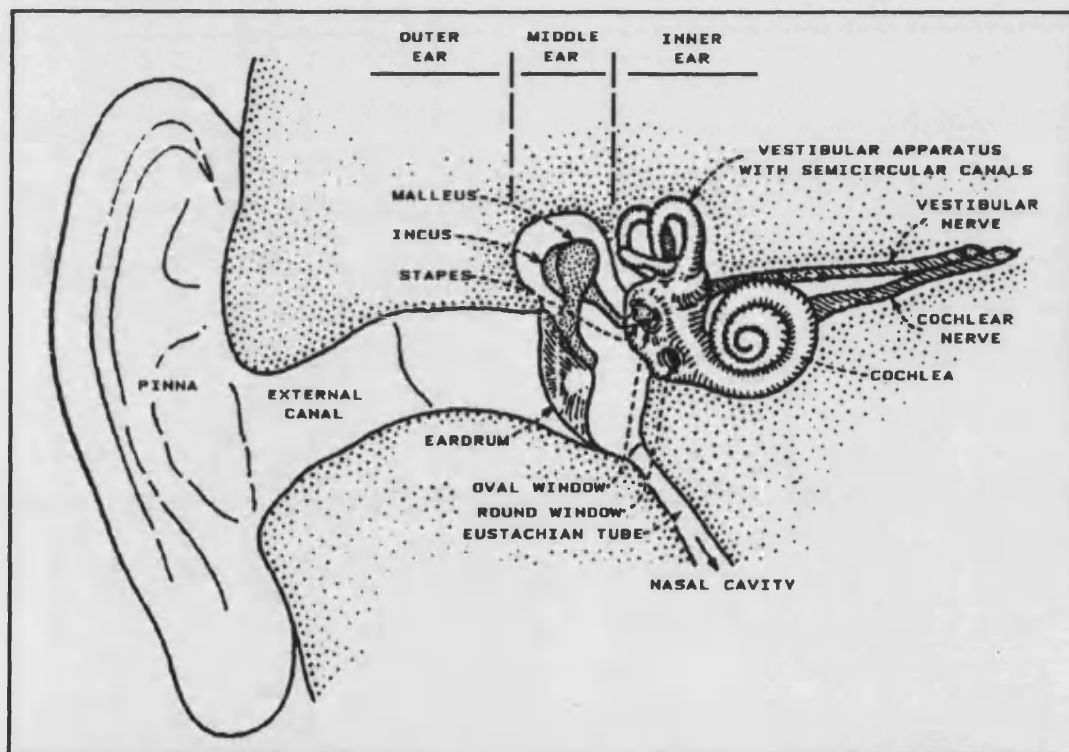 OUTER
EAR
MIDDLE
EAR
INNER
EAR
VESTIBULAR APPARATUS
WITH SEMICIRCULAR CANALS
VESTIBULAR
NERVE
MALLEUS
INCUS
STAPES
COCHLEAR
NERVE
COCHLEA
PINNA
EXTERNAL
CANAL
EARDRUM
OVAL WINDOW
ROUND WINDOW
EUSTACHIAN TUBE
NASAL CAVITY